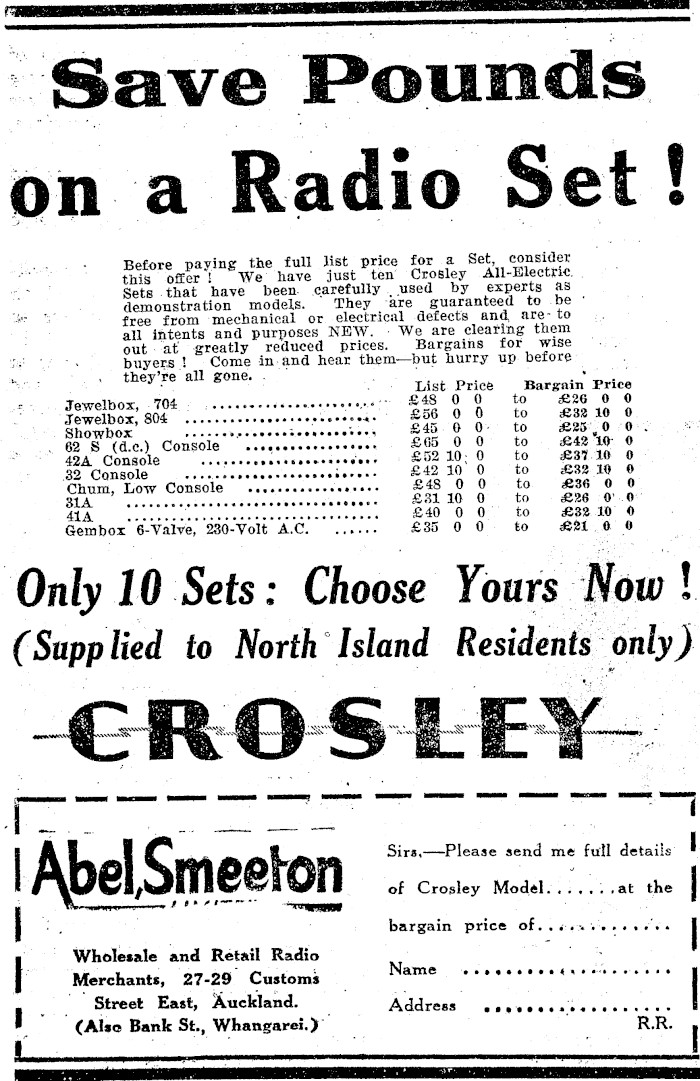 Save Pounds
on a Radio Set !
Before paying the full list price for a Set, consider
this offer ! We have just ten Crosley All-Electric
Sets that have been carefully used by experts as
demonstration models. They are guaranteed to be
free from mechanical or electrical defects and are to
all intents and purposes NEW. We are clearing them
out at greatly reduced prices. Bargains for wise
buyers ! Come in and hear them—but hurry up before
they're all gone.
List Price Bargain Price
Jewelbox, 704 .................... £48 0 0 to £26 0 0
Jewelbox, 804 .................... £56 0 0 to £32 10 0
Showbox .................... £45 0 0 to £25 0 0
62 S (d.c.) Console .................... £65 0 0 to £42 10 0
42A Console .................... £52 10 0 to £37 10 0
32 Console .................... £42 10 0 to £32 10 0
Chum, Low Console .................... £48 0 0 to £36 0 0
31A .................... £31 10 0 to £26 0 0
41A .................... £40 0 0 to £32 10 0
Gembox 6-Valve, 230-Volt A.C. ...... £35 0 0 to £21 0 0
Only 10 Sets : Choose Yours Now !
(Supplied to North Island Residents only)
CROSLEY
Abel, Smeeton
Wholesale and Retail Radio
Merchants, 27-29 Customs
Street East, Auckland.
(Also Bank St., Whangarei.)
Sirs,—Please send me full details
of Crosley Model.......at the
bargain price of.............
Name ....................
Address ..................
R.R.